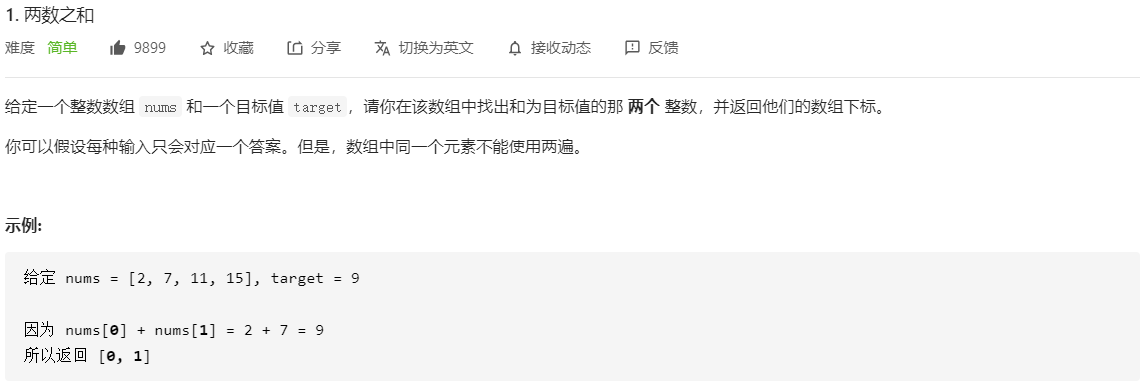 1. 两数之和
难度 简单 9899 收藏 分享 切换为英文 接收动态 反馈
给定一个整数数组 nums 和一个目标值 target，请你在该数组中找出和为目标值的那 两个 整数，并返回他们的数组下标。
你可以假设每种输入只会对应一个答案。但是，数组中同一个元素不能使用两遍。
示例:
给定 nums = [2, 7, 11, 15], target = 9
因为 nums[0] + nums[1] = 2 + 7 = 9
所以返回 [0, 1]